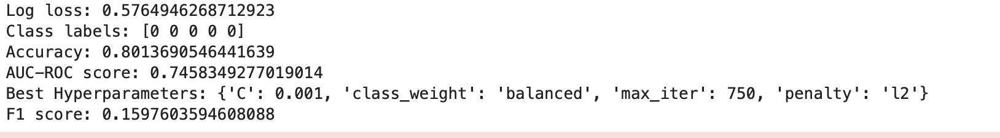 Log loss: 0.5764946268712923
Class labels: [0 0 0 0 0]
Accuracy: 0.8013690546441639
AUC-ROC score: 0.7458349277019014
Best Hyperparameters: {'C': 0.001, 'class_weight': 'balanced', 'max_iter': 750, 'penalty': 'l2'}
F1 score: 0.1597603594608088